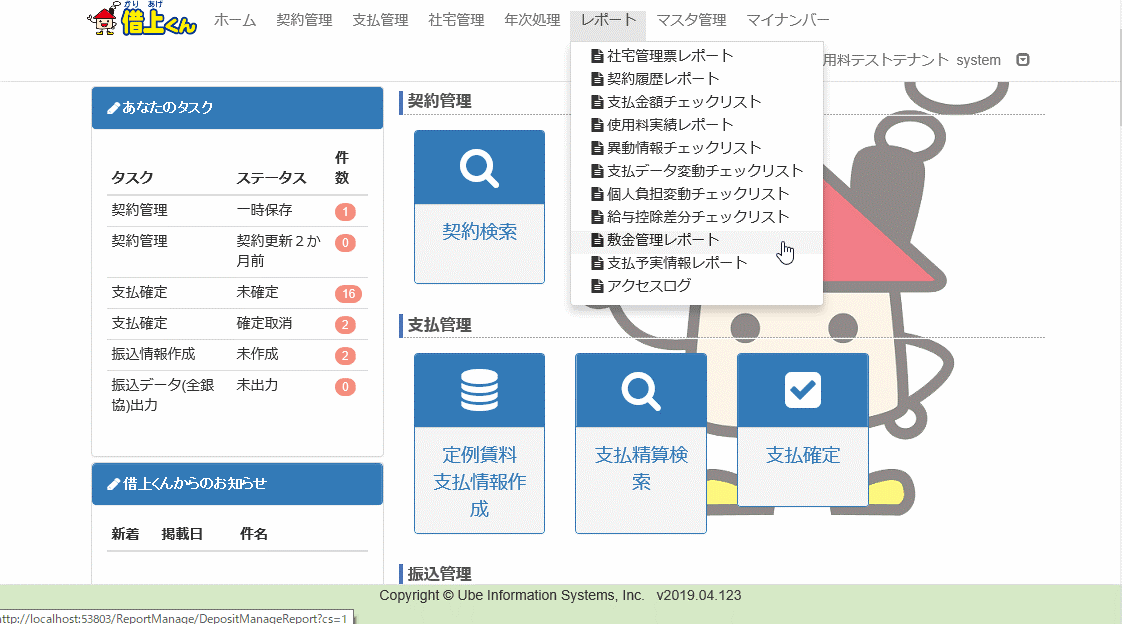 かり あげ
借上くん
ホーム 契約管理 支払管理 社宅管理 年次処理 レポート マスタ管理 マイナンバー
用料テストテナント system
社宅管理票レポート
契約履歴レポート
支払金額チェックリスト
使用料実績レポート
異動情報チェックリスト
支払データ変動チェックリスト
個人負担変動チェックリスト
給与控除差分チェックリスト
敷金管理レポート
支払予実情報レポート
アクセスログ
あなたのタスク
タスク ステータス 件
数
契約管理 一時保存 1
契約管理 契約更新２か 0
月前
支払確定 未確定 16
支払確定 確定取消 2
振込情報作成 未作成 2
振込データ(全銀 未出力 0
協)出力
借上くんからのお知らせ
新着 掲載日 件名
契約管理
契約検索
支払管理
定例賃料
支払情報作
成
支払精算検
索
支払確定
振込管理
Copyright © Ube Information Systems, Inc. v2019.04.123
http://localhost:53803/ReportManage/DepositManageReport?cs=1